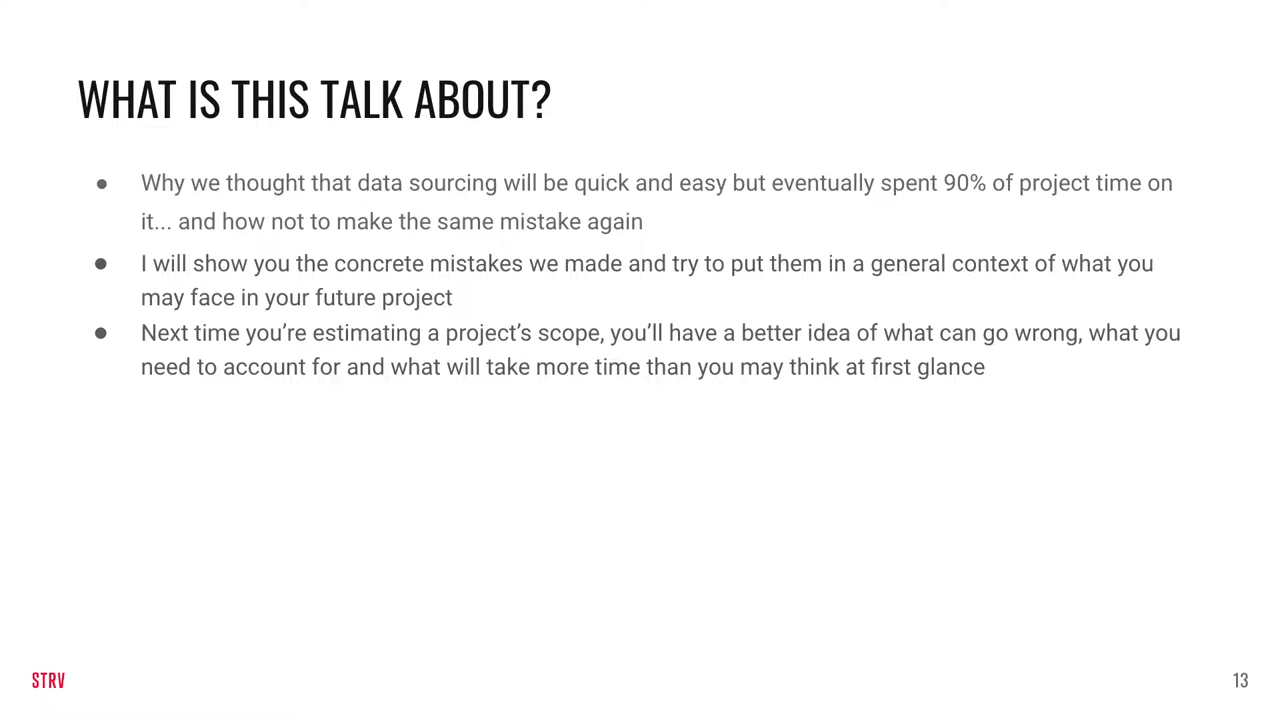 WHAT IS THIS TALK ABOUT?
● Why we thought that data sourcing will be quick and easy but eventually spent 90% of project time on
it... and how not to make the same mistake again
● I will show you the concrete mistakes we made and try to put them in a general context of what you
may face in your future project
● Next time you’re estimating a project’s scope, you’ll have a better idea of what can go wrong, what you
need to account for and what will take more time than you may think at first glance
STRV
13